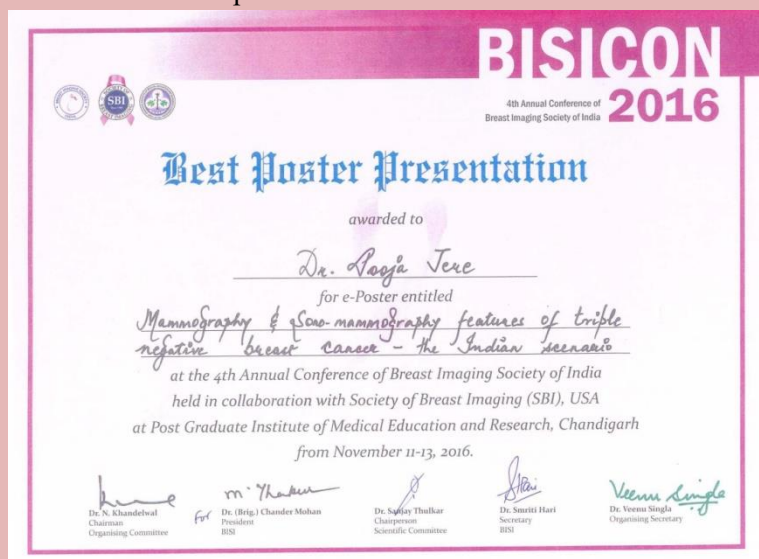 BISICON
4th Annual Conference of
Breast Imaging Society of India
2016
SBI
Best Poster Presentation
awarded to
Dr. Pooja Jere
for e-Poster entitled
Mammography & Sono-mammography features of triple
negative breast cancer - the Indian scenario
at the 4th Annual Conference of Breast Imaging Society of India
held in collaboration with Society of Breast Imaging (SBI), USA
at Post Graduate Institute of Medical Education and Research, Chandigarh
from November 11-13, 2016.
Dr. N. Khandelwal
Chairman
Organising Committee
for
M. Thakur
Dr. (Brig.) Chander Mohan
President
BISI
Dr. Sanjay Thulkar
Chairperson
Scientific Committee
Dr. Smriti Hari
Secretary
BISI
Veenu Singla
Dr. Veenu Singla
Organising Secretary